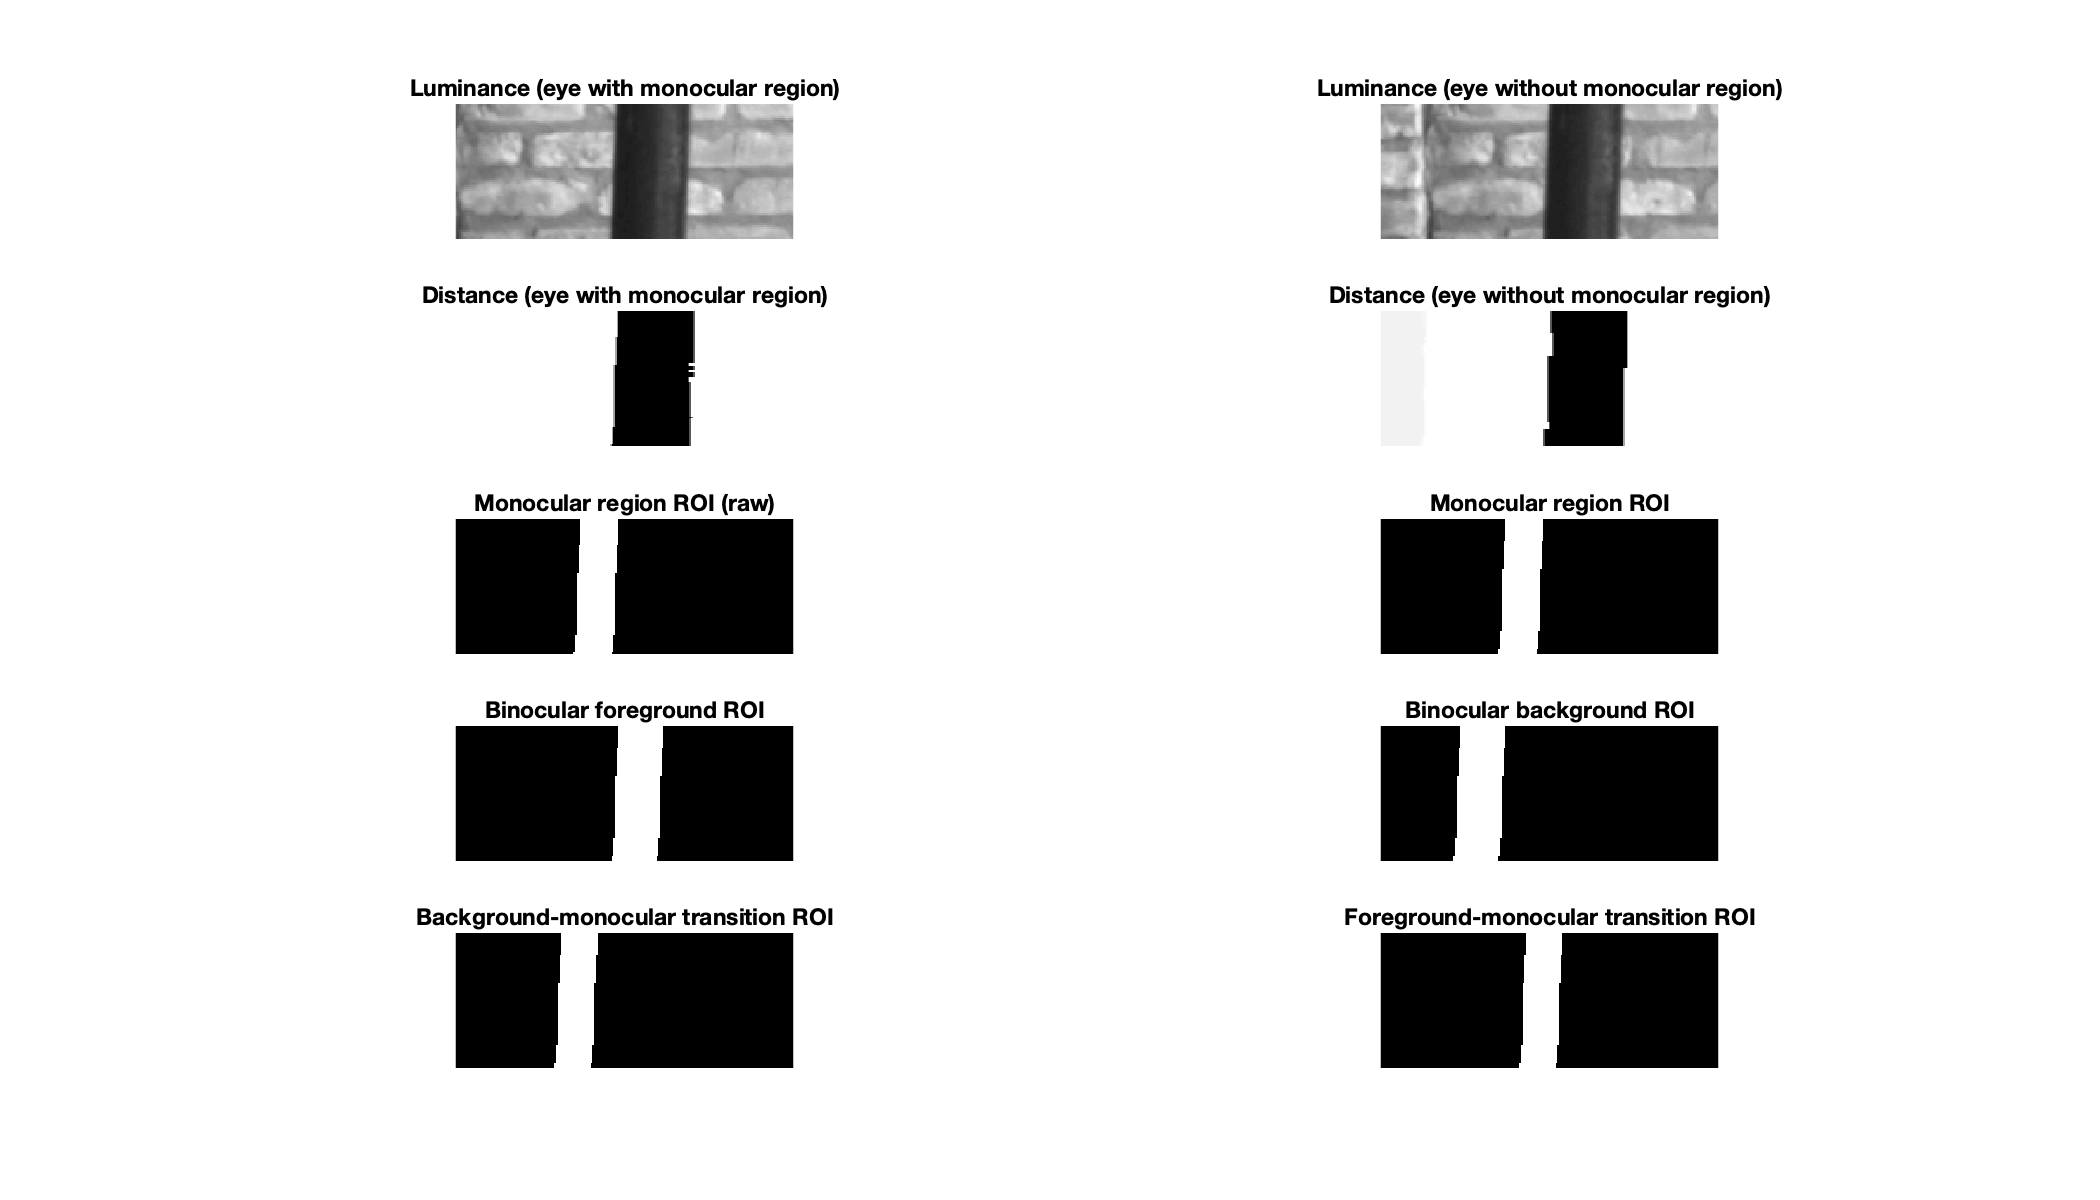 Luminance (eye with monocular region)
Luminance (eye without monocular region)
Distance (eye with monocular region)
Distance (eye without monocular region)
Monocular region ROI (raw)
Monocular region ROI
Binocular foreground ROI
Binocular background ROI
Background-monocular transition ROI
Foreground-monocular transition ROI